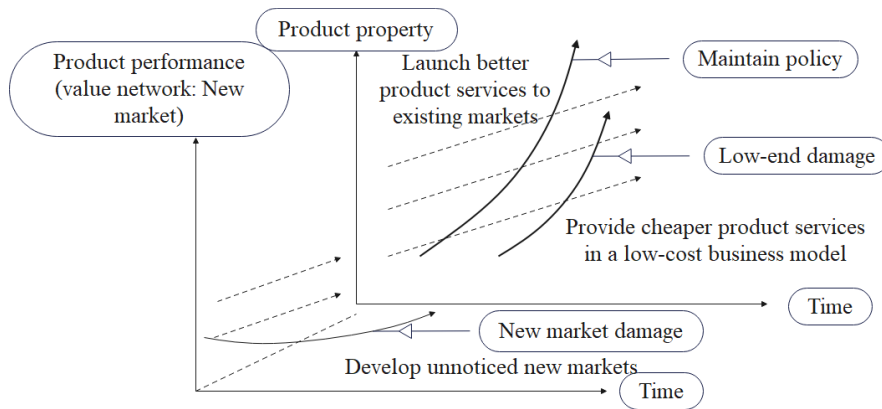 Product property
Product performance
(value network: New
market)
Launch better
product services to
existing markets
Maintain policy
Low-end damage
Provide cheaper product services
in a low-cost business model
Time
New market damage
Develop unnoticed new markets
Time